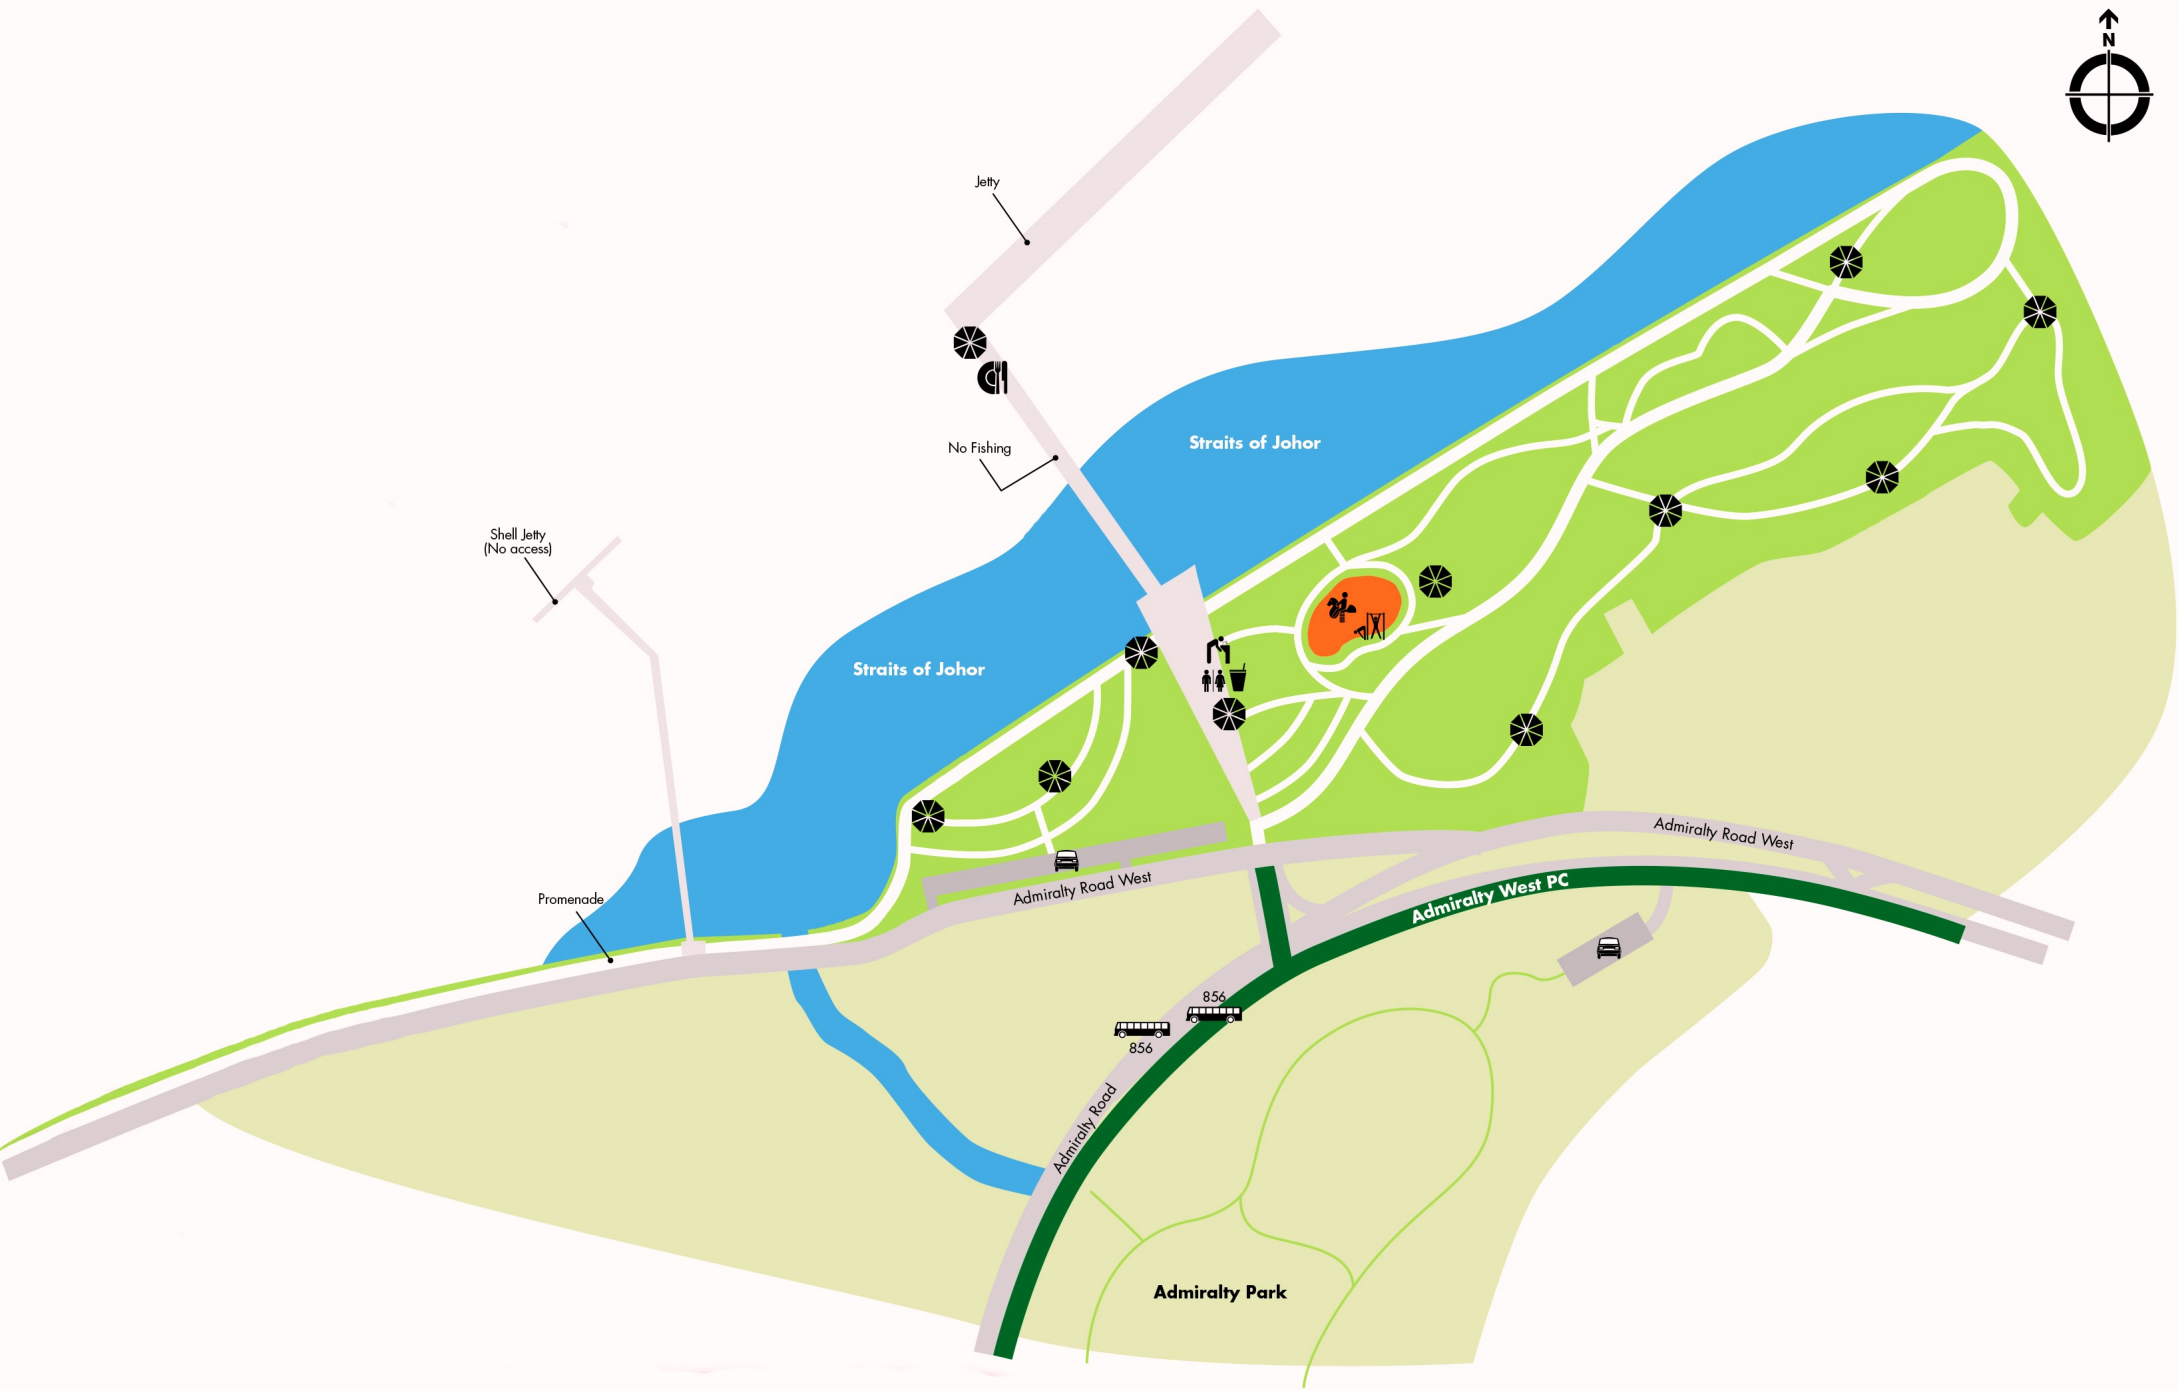 N
Jetty
No Fishing
Straits of Johor
Shell Jetty
(No access)
Straits of Johor
Promenade
Admiralty Road West
Admiralty Road West
Admiralty West PC
856
856
Admiralty Road
Admiralty Park